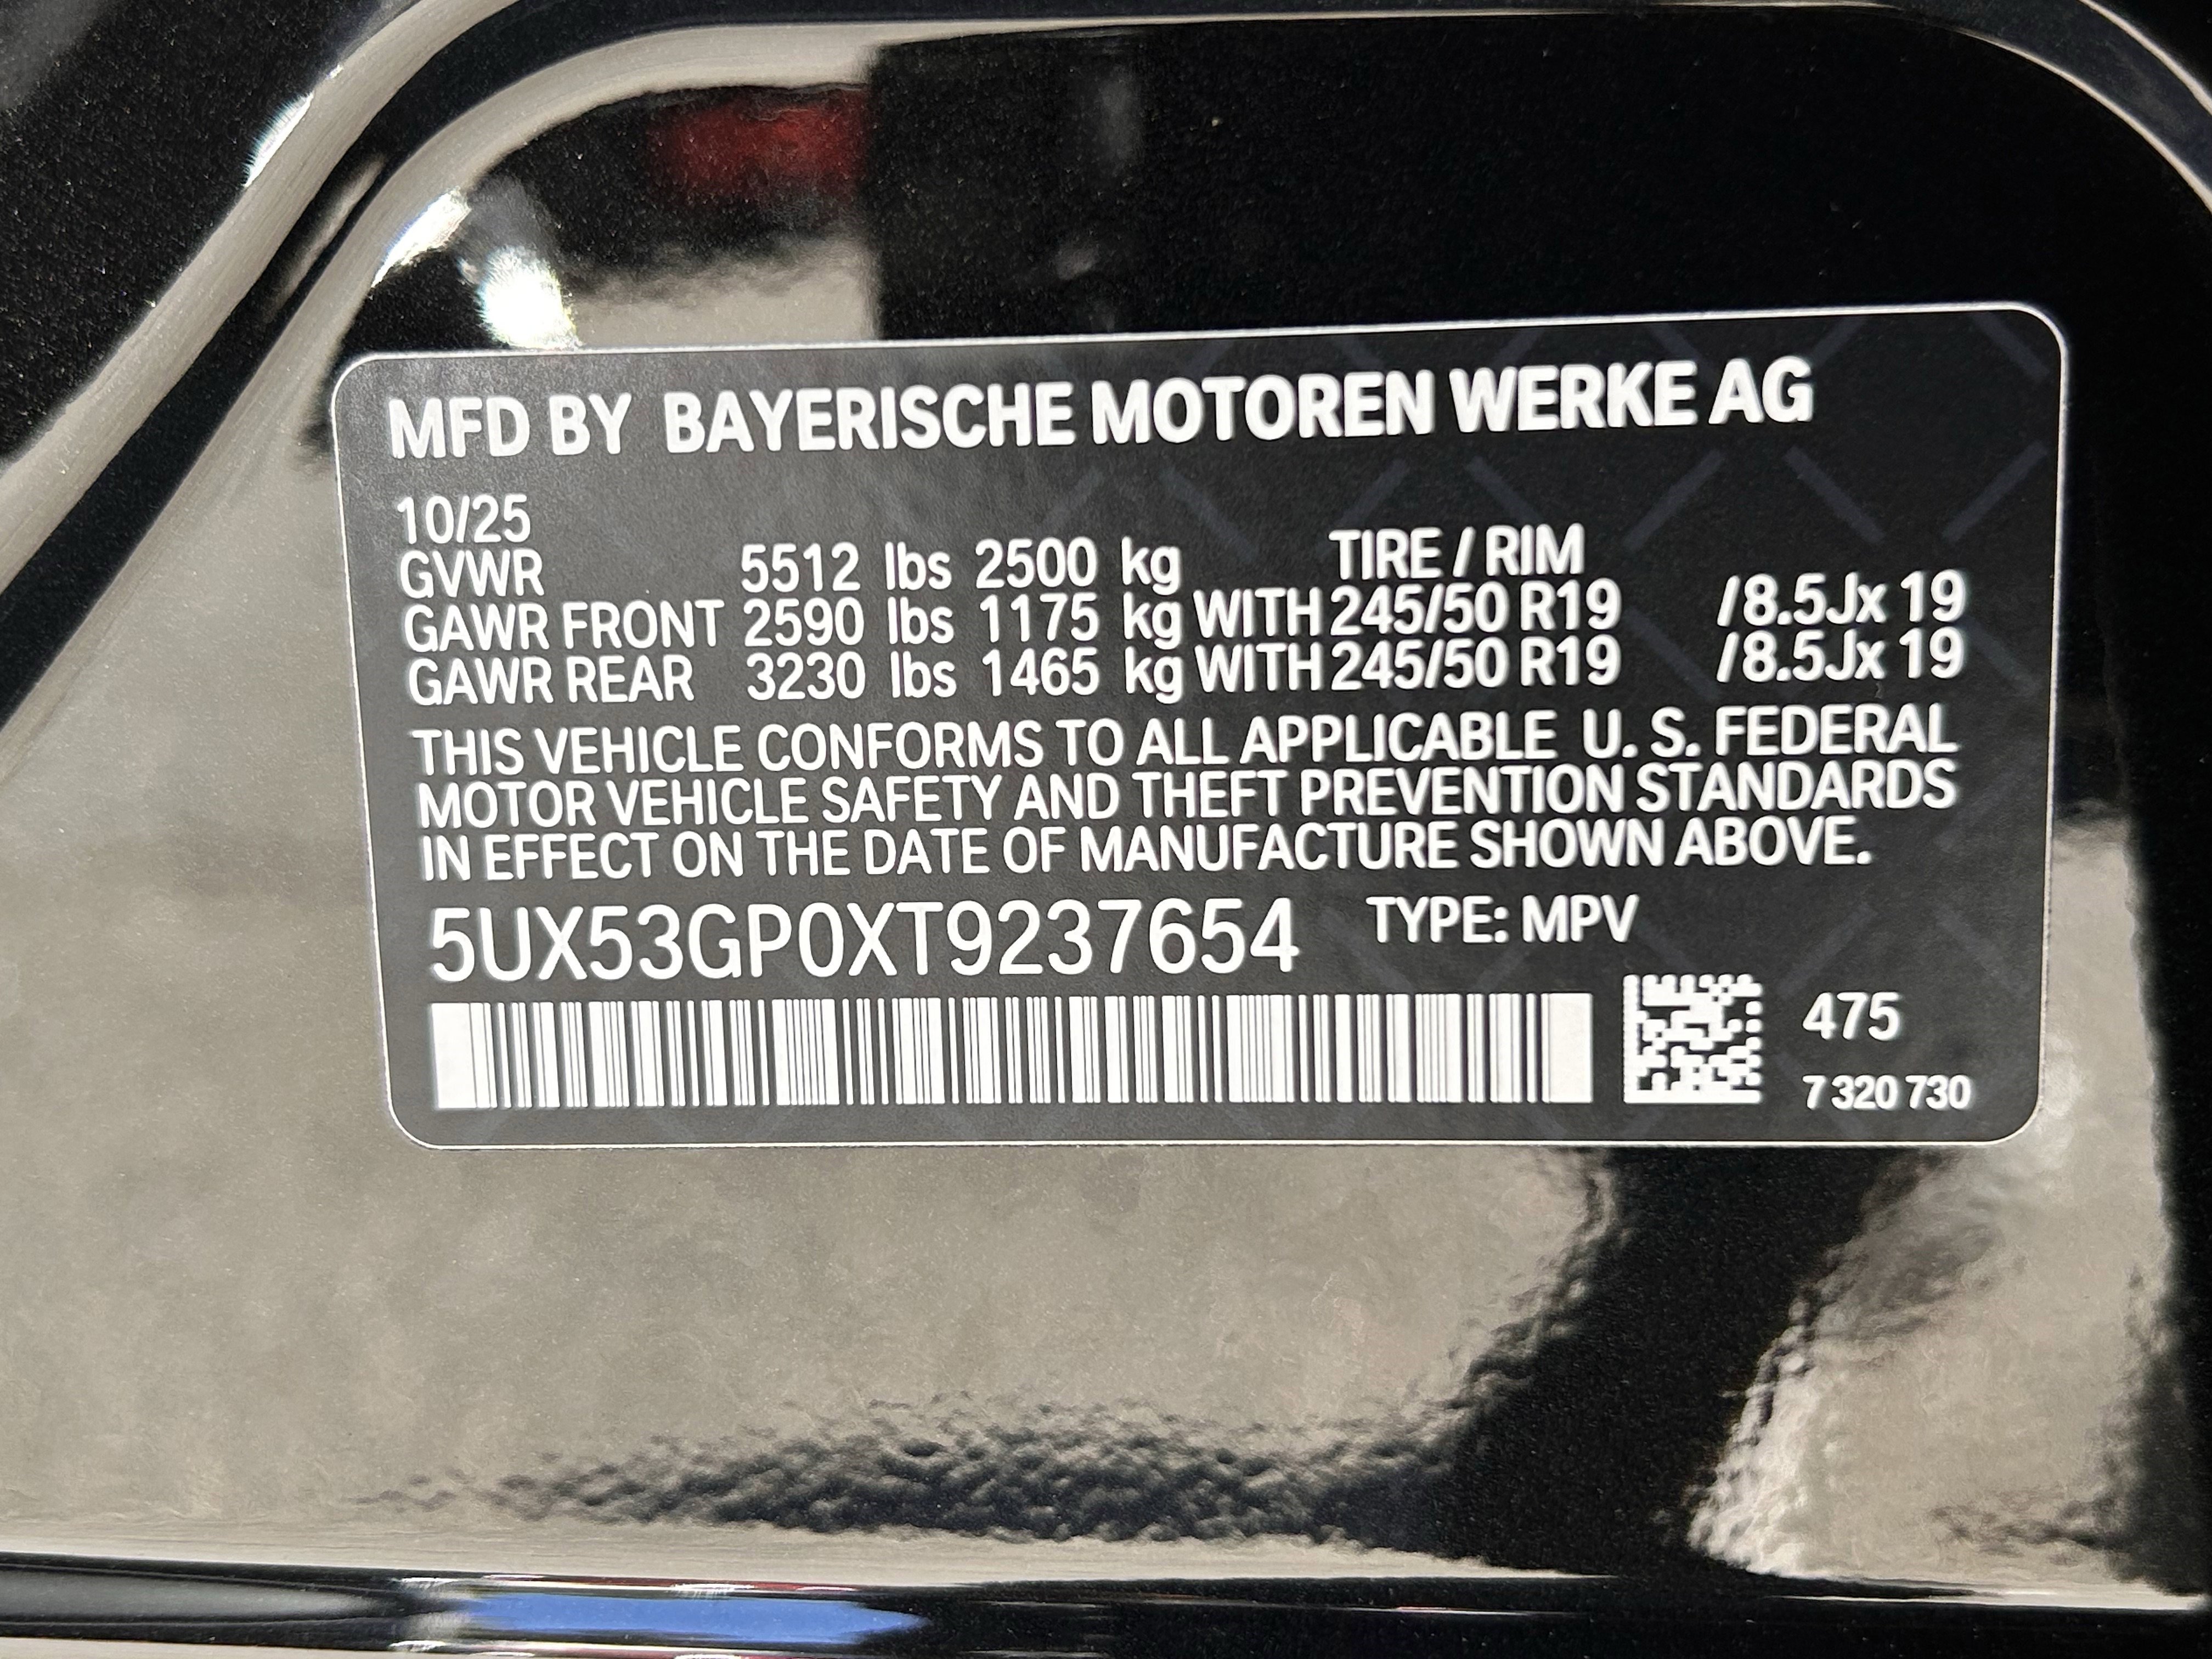 MFD BY BAYERISCHE MOTOREN WERKE AG
10/25
TIRE / RIM
GVWR 5512 lbs 2500 kg
GAWR FRONT 2590 lbs 1175 kg WITH 245/50 R19 /8.5Jx 19
GAWR REAR 3230 lbs 1465 kg WITH 245/50 R19 /8.5Jx 19
THIS VEHICLE CONFORMS TO ALL APPLICABLE U. S. FEDERAL
MOTOR VEHICLE SAFETY AND THEFT PREVENTION STANDARDS
IN EFFECT ON THE DATE OF MANUFACTURE SHOWN ABOVE.
5UX53GP0XT9237654 TYPE: MPV
475
7 320 730